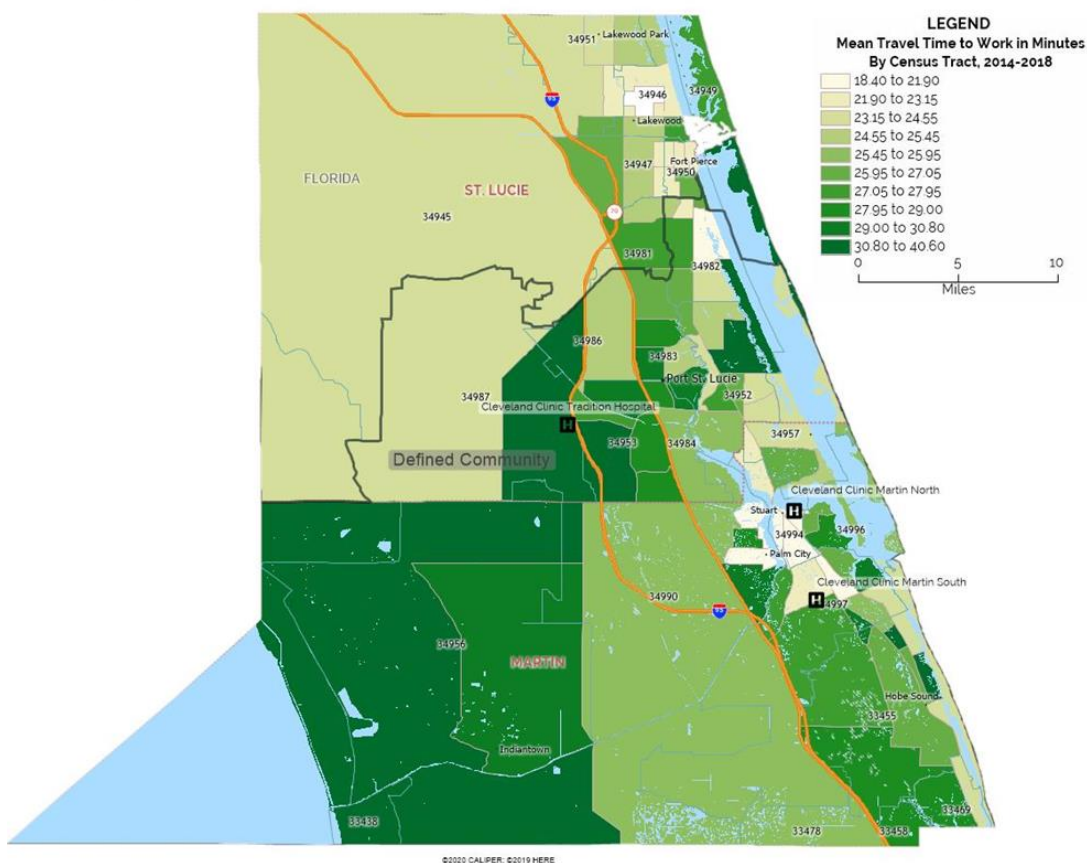 LEGEND
Mean Travel Time to Work in Minutes
By Census Tract, 2014-2018
18.40 to 21.90
21.90 to 23.15
23.15 to 24.55
24.55 to 25.45
25.45 to 25.95
25.95 to 27.05
27.05 to 27.95
27.95 to 29.00
29.00 to 30.80
30.80 to 40.60
0 5 10
Miles
34951
Lakewood Park
95
34946
34949
Lakewood
Fort Pierce
34947
34950
FLORIDA
ST. LUCIE
34945
70
34981
34982
34986
34983
Port St. Lucie
34987
34952
Cleveland Clinic Tradition Hospital
H
34953
34984
34957
Defined Community
Cleveland Clinic Martin North
H
Stuart
34994
34996
Palm City
Cleveland Clinic Martin South
H
34997
34990
95
34956
MARTIN
Hobe Sound
33455
Indiantown
33438
33478
33458
33469
©2020 CALIPER; ©2019 HERE